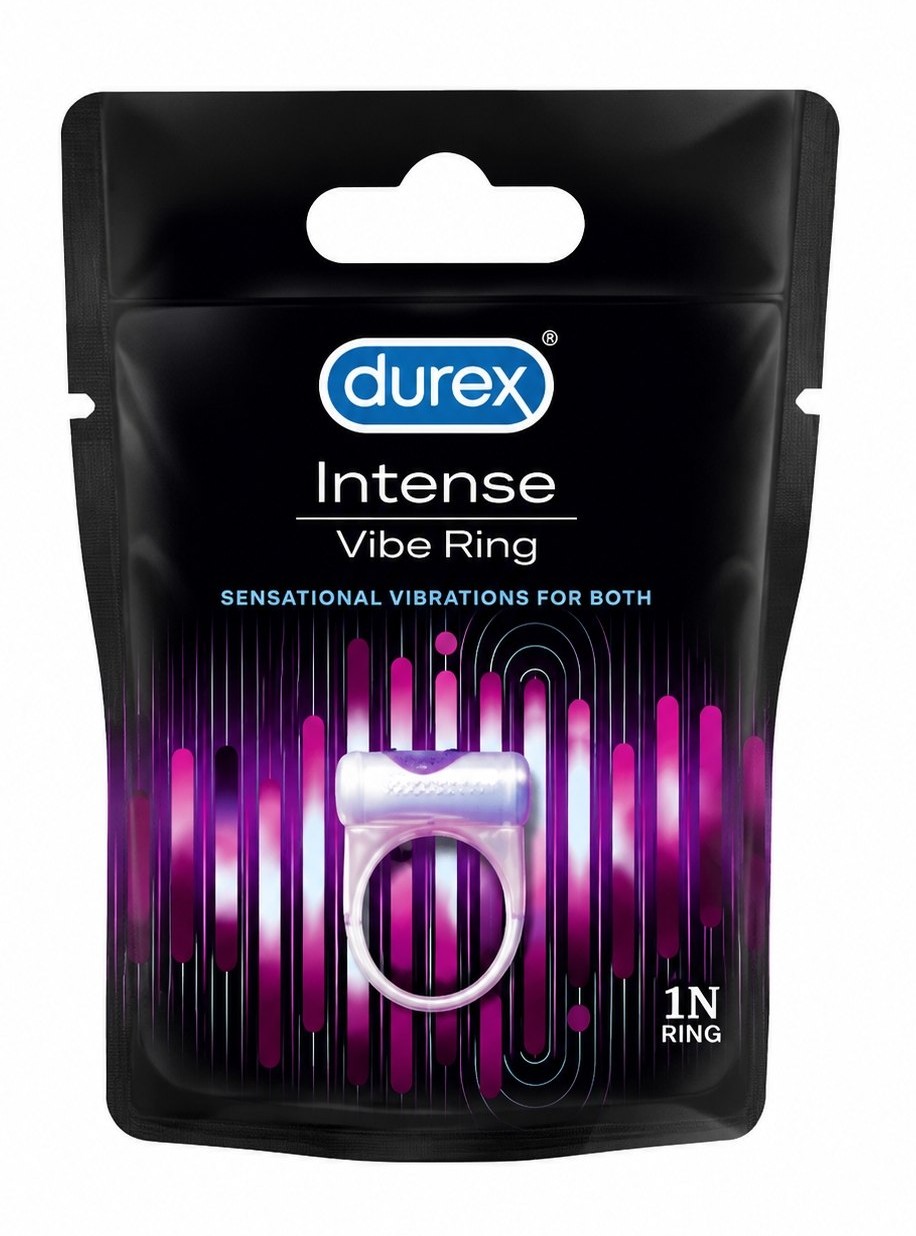 durex®
Intense
Vibe Ring
SENSATIONAL VIBRATIONS FOR BOTH
1N
RING